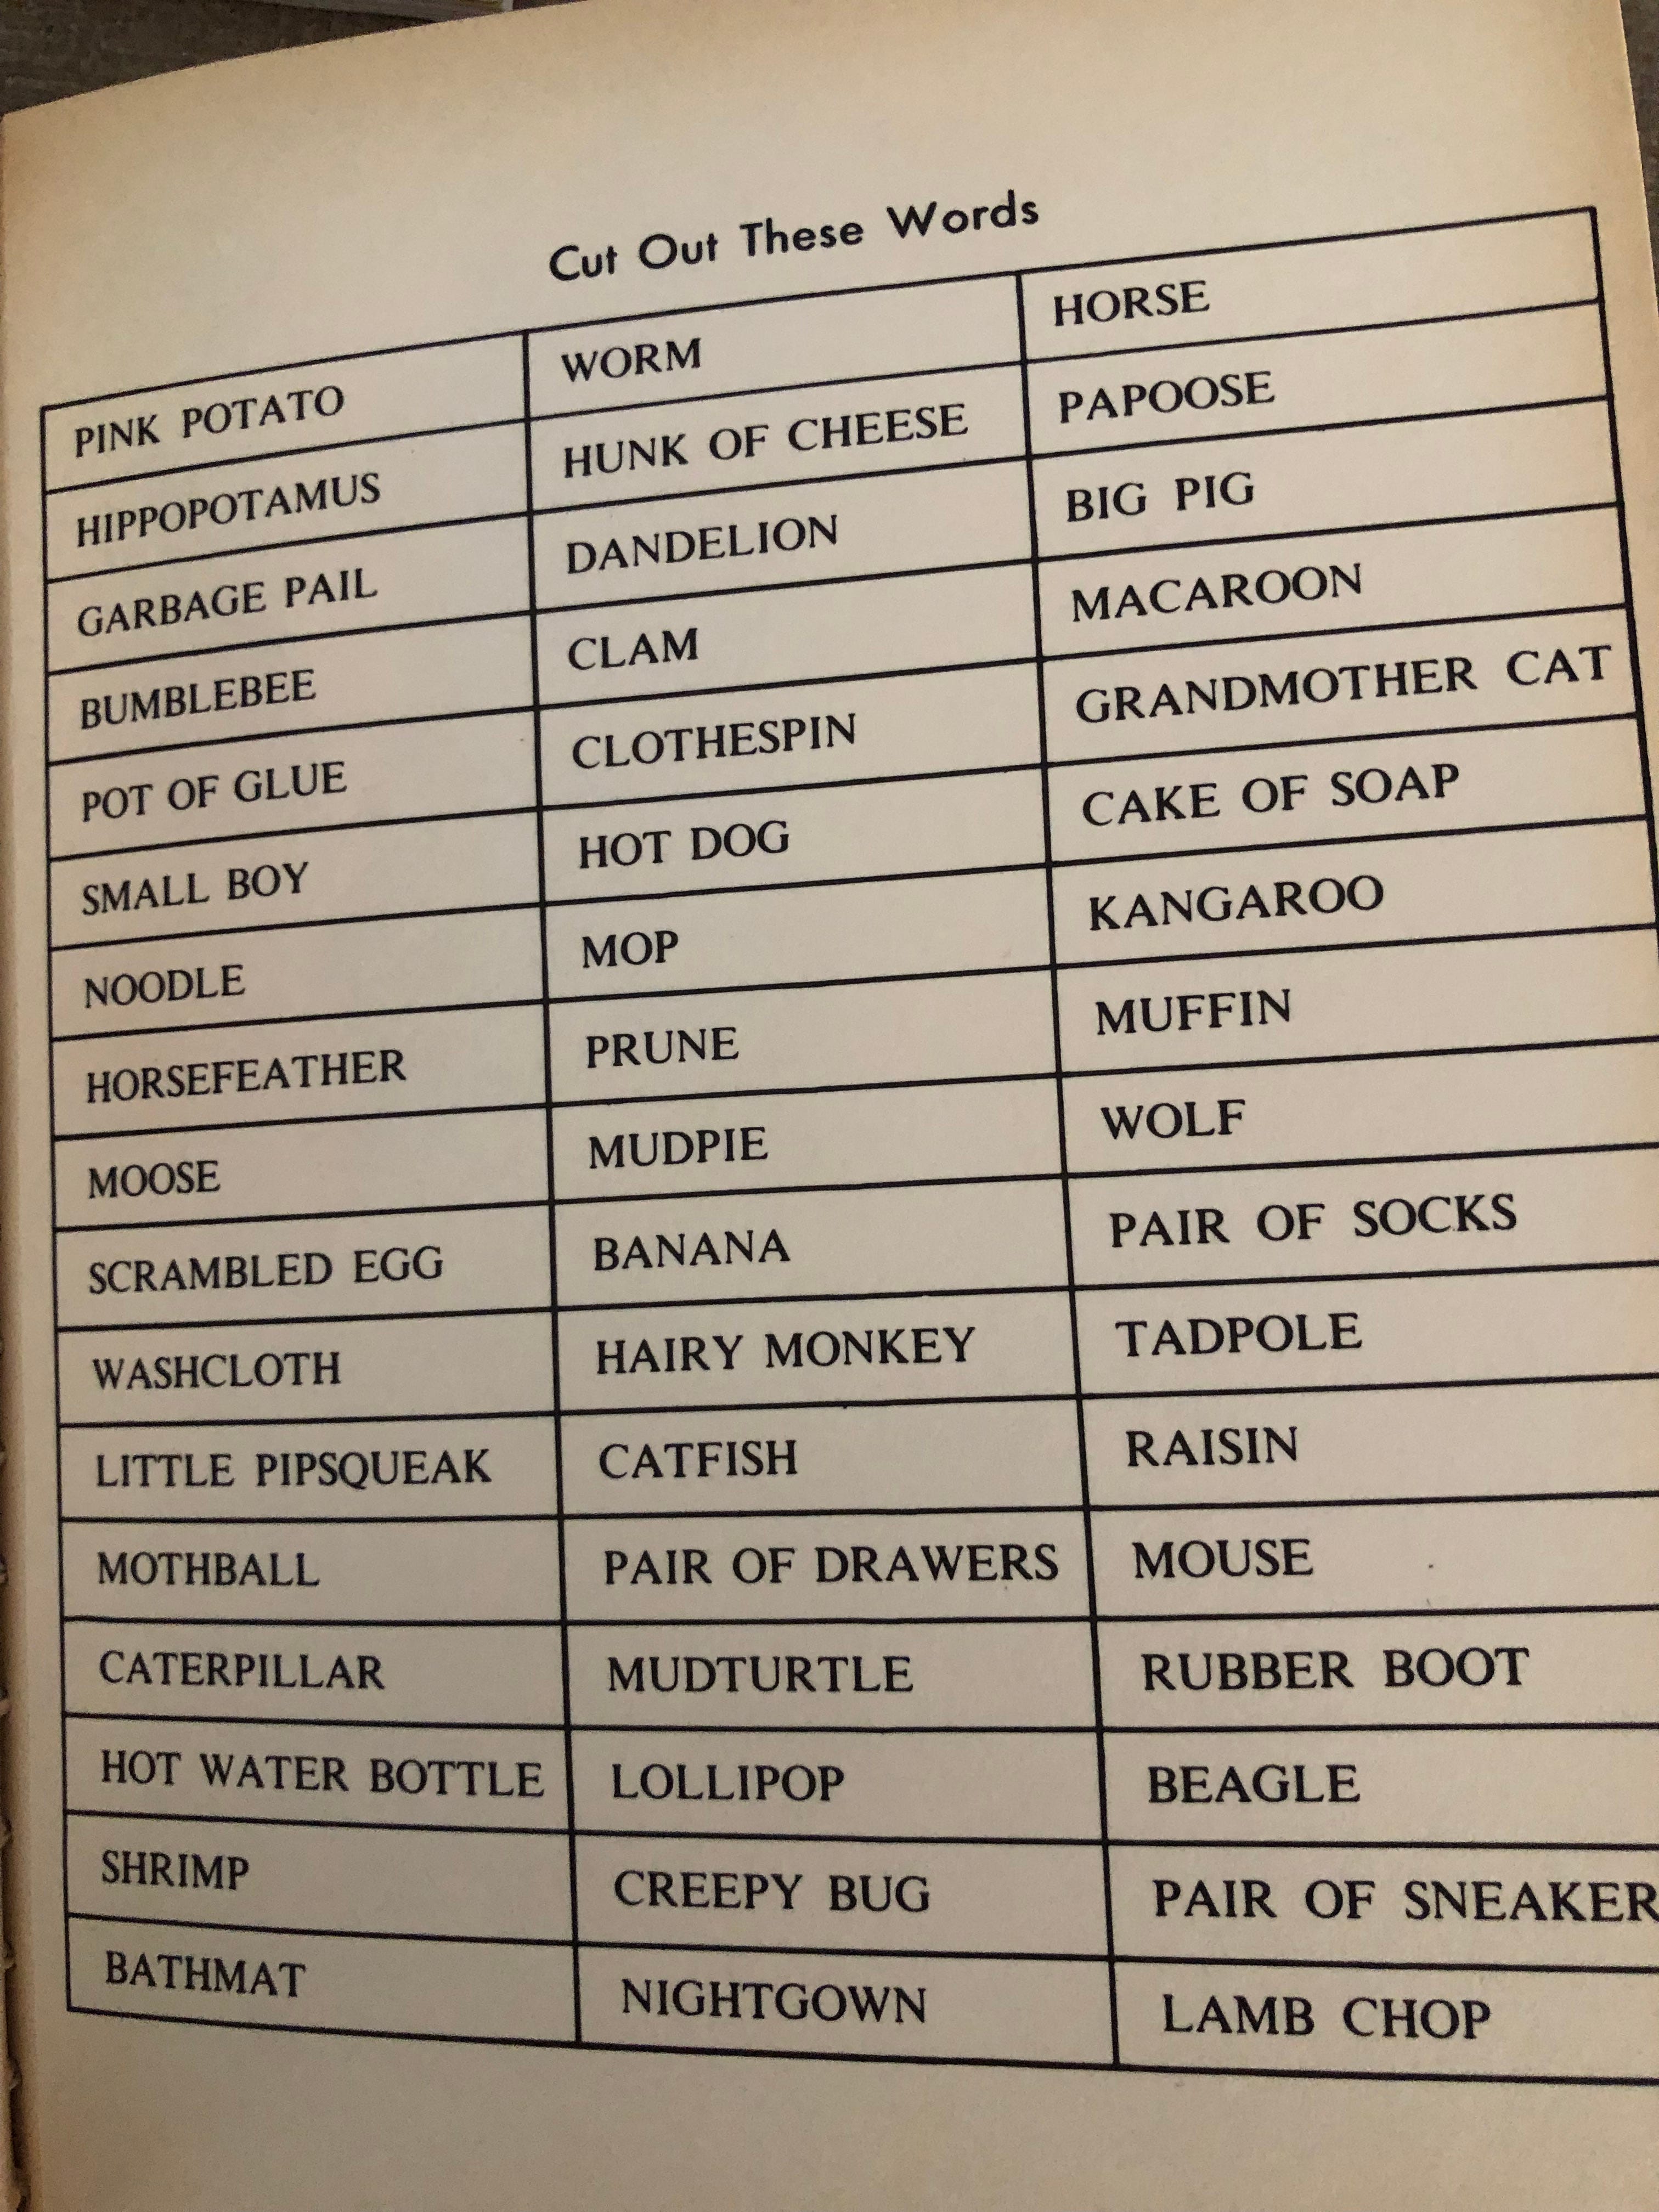 Cut Out These Words
PINK POTATO WORM HORSE
HIPPOPOTAMUS HUNK OF CHEESE PAPOOSE
GARBAGE PAIL DANDELION BIG PIG
BUMBLEBEE CLAM MACAROON
POT OF GLUE CLOTHESPIN GRANDMOTHER CAT
SMALL BOY HOT DOG CAKE OF SOAP
NOODLE MOP KANGAROO
HORSEFEATHER PRUNE MUFFIN
MOOSE MUDPIE WOLF
SCRAMBLED EGG BANANA PAIR OF SOCKS
WASHCLOTH HAIRY MONKEY TADPOLE
LITTLE PIPSQUEAK CATFISH RAISIN
MOTHBALL PAIR OF DRAWERS MOUSE
CATERPILLAR MUDTURTLE RUBBER BOOT
HOT WATER BOTTLE LOLLIPOP BEAGLE
SHRIMP CREEPY BUG PAIR OF SNEAKER
BATHMAT NIGHTGOWN LAMB CHOP